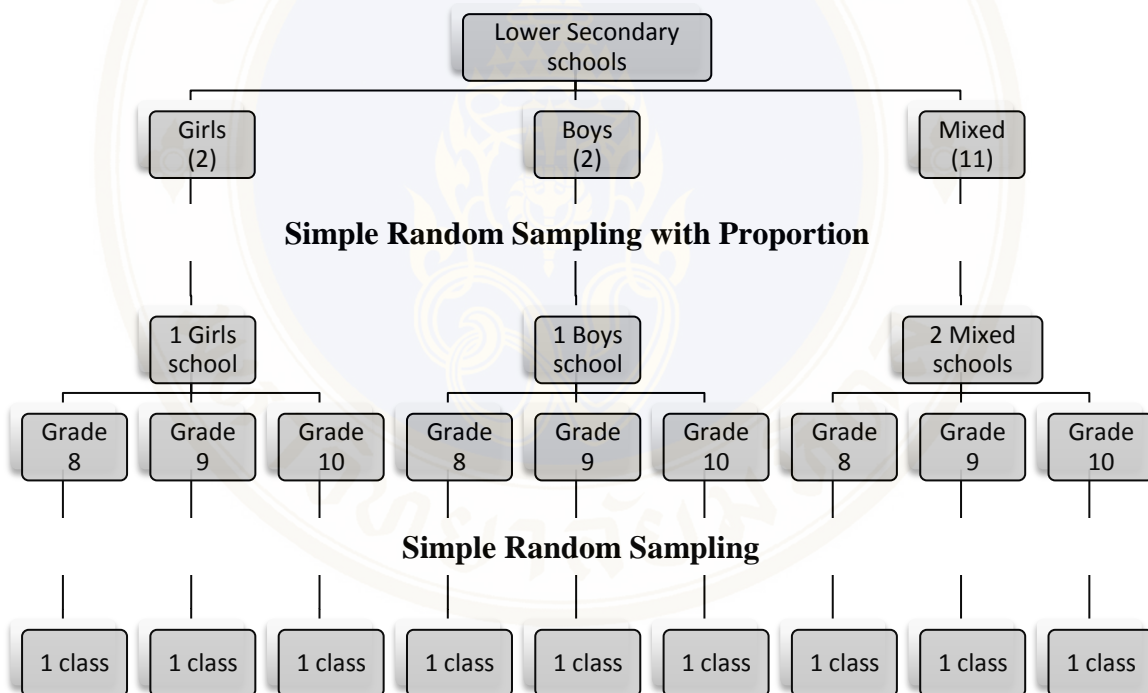 Lower Secondary
schools
Girls
(2)
Boys
(2)
Mixed
(11)
Simple Random Sampling with Proportion
1 Girls
school
1 Boys
school
2 Mixed
schools
Grade
8
Grade
9
Grade
10
Grade
8
Grade
9
Grade
10
Grade
8
Grade
9
Grade
10
Simple Random Sampling
1 class
1 class
1 class
1 class
1 class
1 class
1 class
1 class
1 class